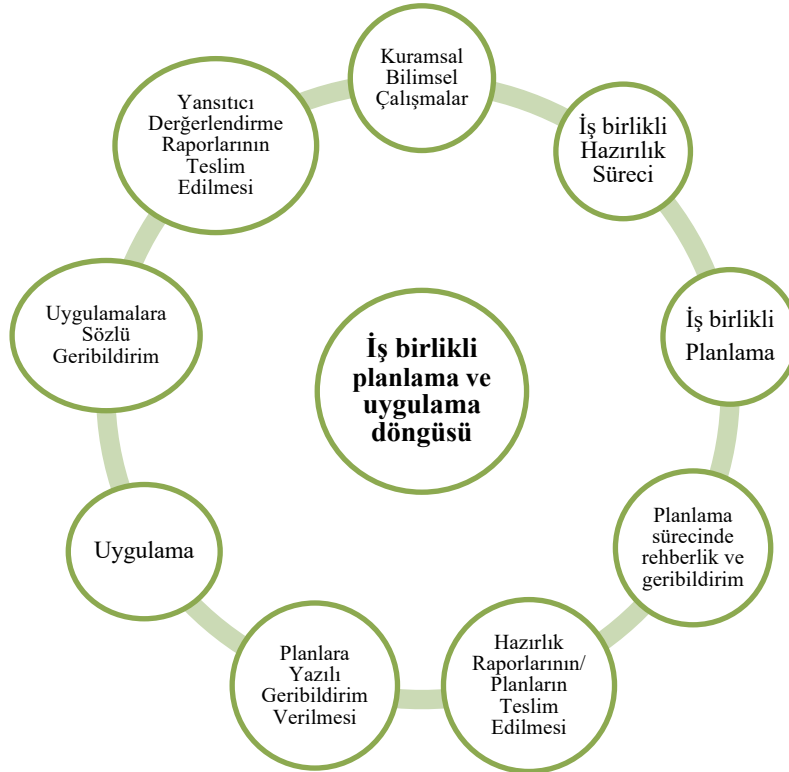 Kuramsal
Bilimsel
Çalışmalar
İş birlikli
Hazırılık
Süreci
İş birlikli
Planlama
Planlama
sürecinde
rehberlik ve
geribildirim
Hazırlık
Raporlarının/
Planların
Teslim
Edilmesi
Planlara
Yazılı
Geribildirim
Verilmesi
Uygulama
Uygulamalara
Sözlü
Geribildirim
Yansıtıcı
Derğerlendirme
Raporlarının
Teslim
Edilmesi
İş birlikli
planlama ve
uygulama
döngüsü